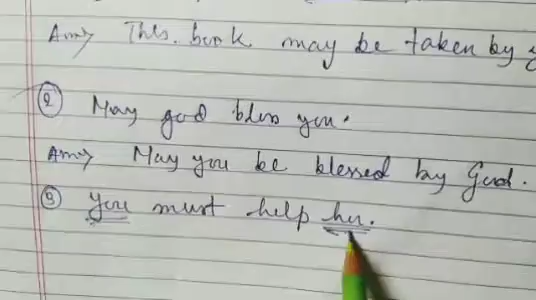 Ans→ This book may be taken by
② May god bless you.
Ans→ May you be blessed by God.
③ you must help her.